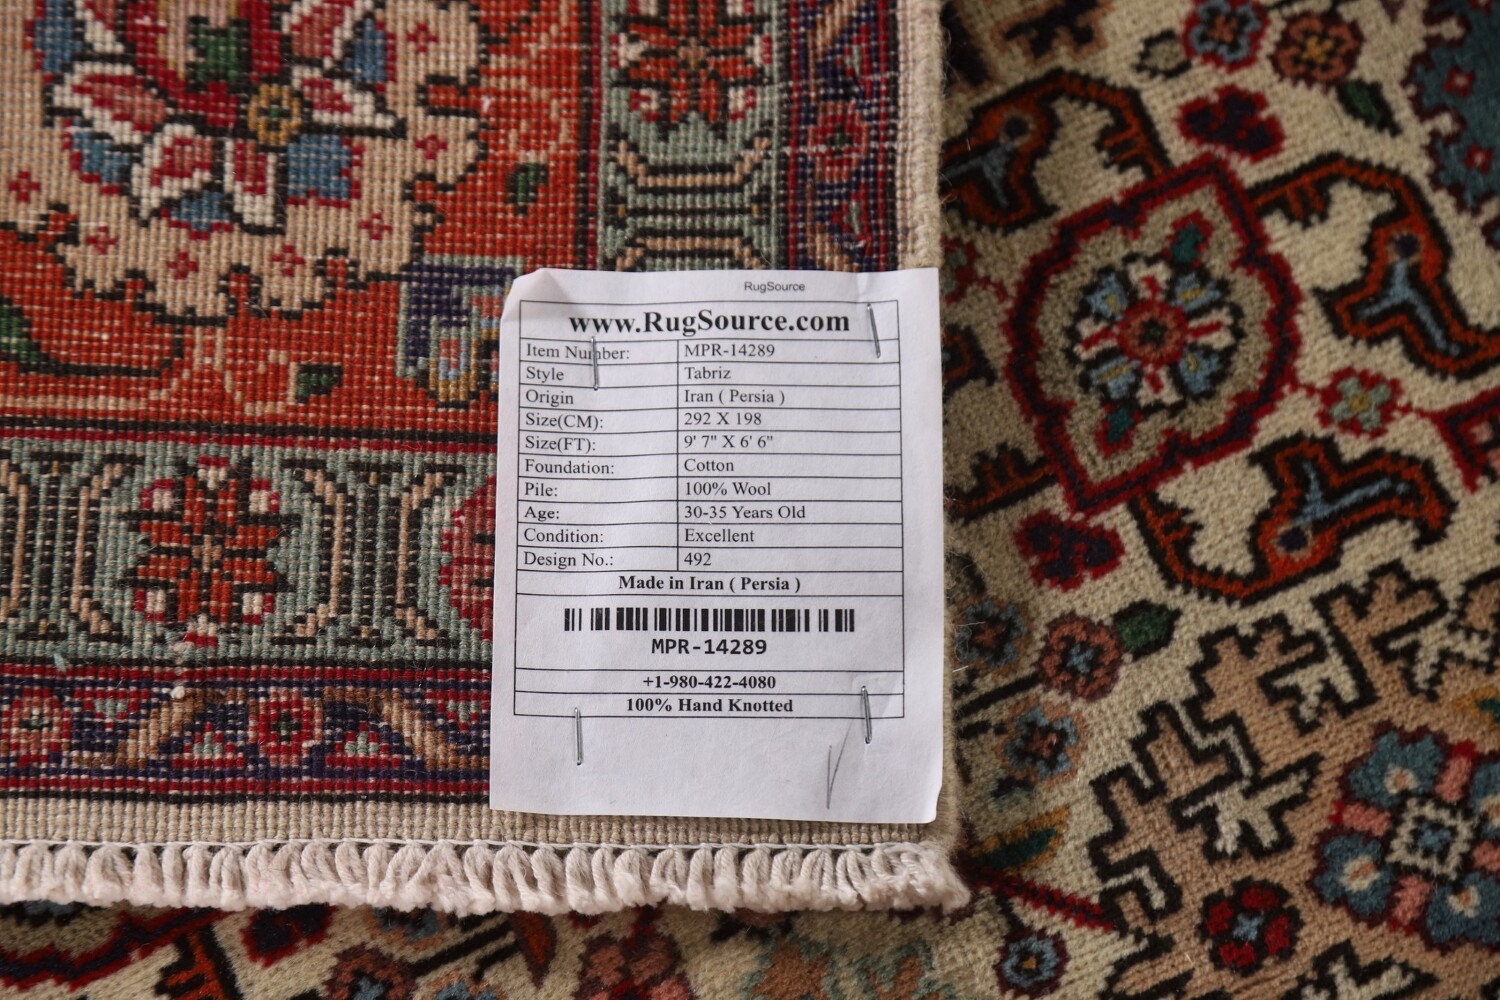 RugSource
www.RugSource.com
Item Number: MPR-14289
Style Tabriz
Origin Iran ( Persia )
Size(CM): 292 X 198
Size(FT): 9' 7" X 6' 6"
Foundation: Cotton
Pile: 100% Wool
Age: 30-35 Years Old
Condition: Excellent
Design No.: 492
Made in Iran ( Persia )
MPR-14289
+1-980-422-4080
100% Hand Knotted